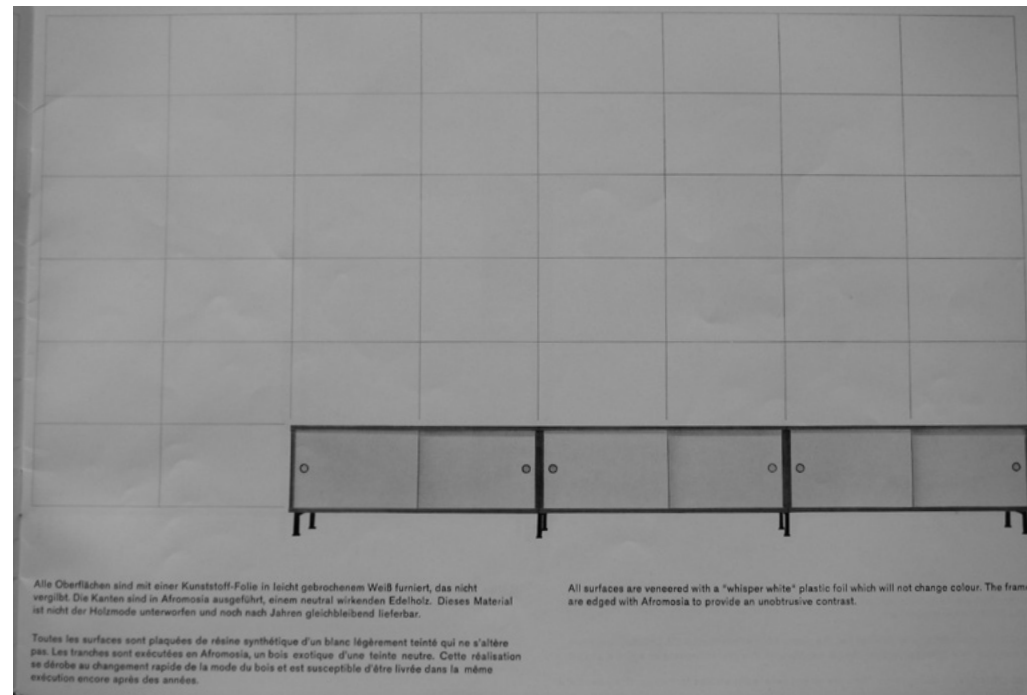 Alle Oberflächen sind mit einer Kunststoff-Folie in leicht gebrochenem Weiß furniert, das nicht
vergilbt. Die Kanten sind in Afromosia ausgeführt, einem neutral wirkenden Edelholz. Dieses Material
ist nicht der Holzmode unterworfen und noch nach Jahren gleichbleibend lieferbar.
Toutes les surfaces sont plaquées de résine synthétique d'un blanc légèrement teinté qui ne s'altère
pas. Les tranches sont exécutées en Afromosia, un bois exotique d'une teinte neutre. Cette réalisation
se dérobe au changement rapide de la mode du bois et est susceptible d'être livrée dans la même
exécution encore après des années.
All surfaces are veneered with a "whisper white" plastic foil which will not change colour. The fram
are edged with Afromosia to provide an unobtrusive contrast.